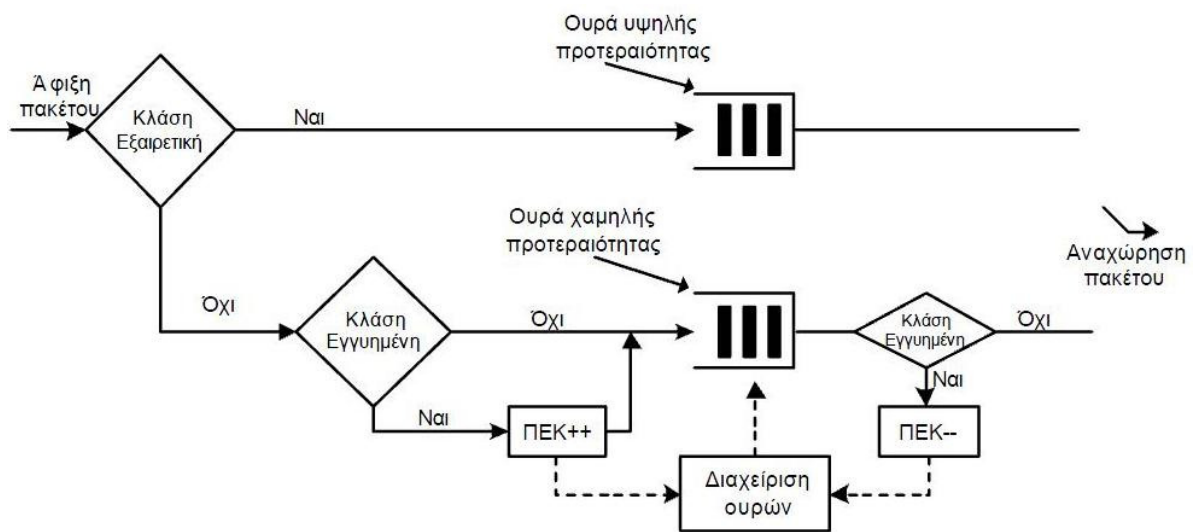 Ουρά υψηλής
προτεραιότητας
Ά φιξη
πακέτου
Κλάση
Εξαιρετική
Ναι
Ουρά χαμηλής
προτεραιότητας
Αναχώρηση
πακέτου
Όχι
Κλάση
Εγγυημένη
Όχι
Κλάση
Εγγυημένη
Όχι
Ναι
Ναι
ΠΕΚ++
ΠΕΚ--
Διαχείριση
ουρών